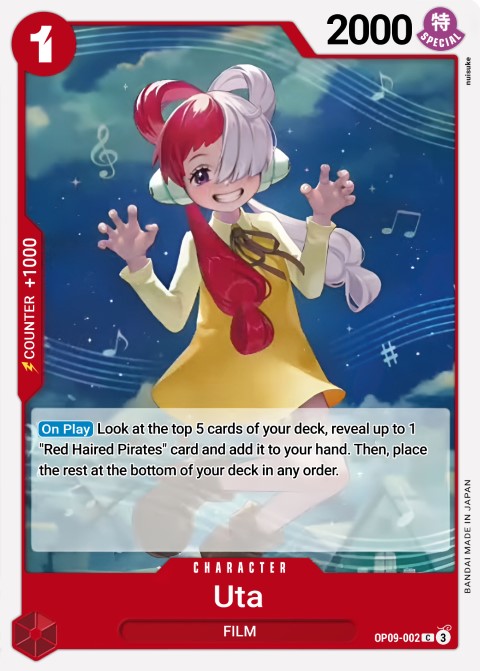 1
2000
特
SPECIAL
nuisuke
COUNTER +1000
On Play Look at the top 5 cards of your deck, reveal up to 1
"Red Haired Pirates" card and add it to your hand. Then, place
the rest at the bottom of your deck in any order.
BANDAI MADE IN JAPAN
CHARACTER
Uta
FILM
OP09-002 C 3